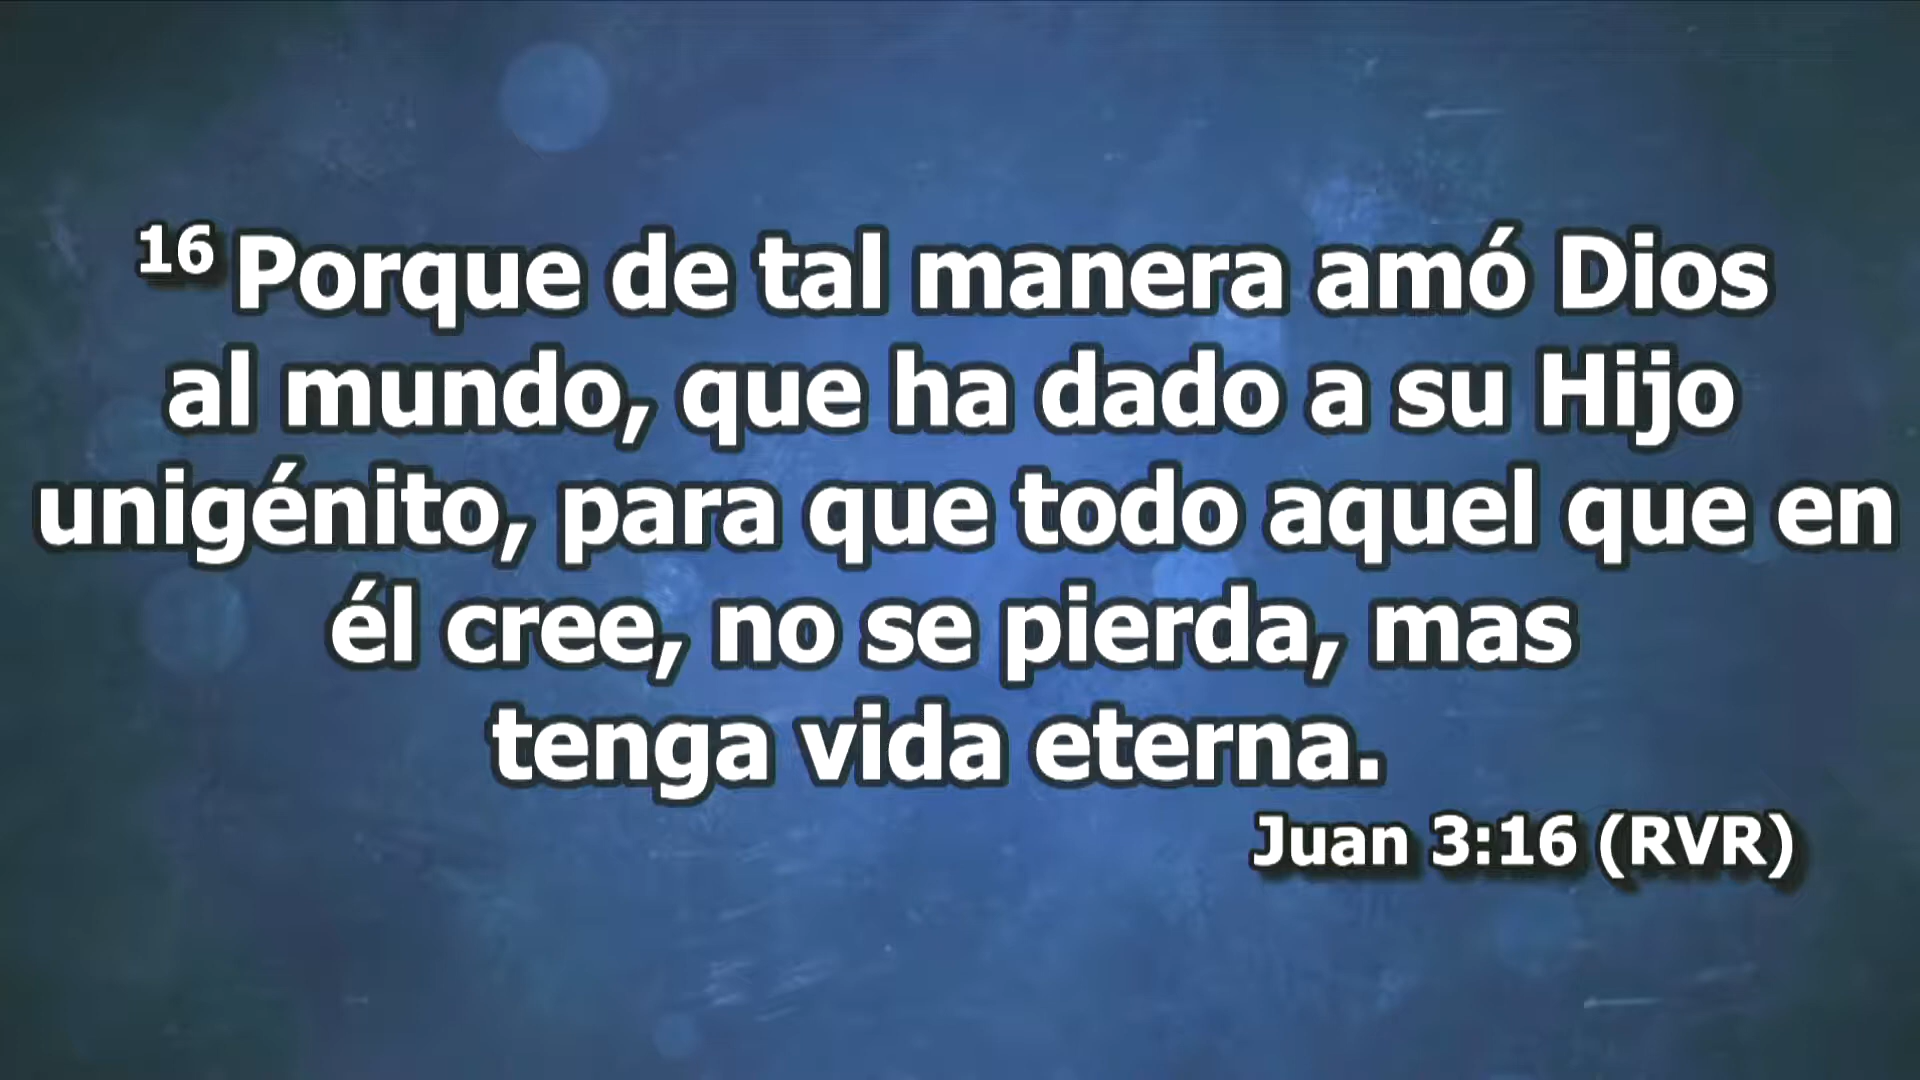 16 Porque de tal manera amó Dios
al mundo, que ha dado a su Hijo
unigénito, para que todo aquel que en
él cree, no se pierda, mas
tenga vida eterna.
Juan 3:16 (RVR)